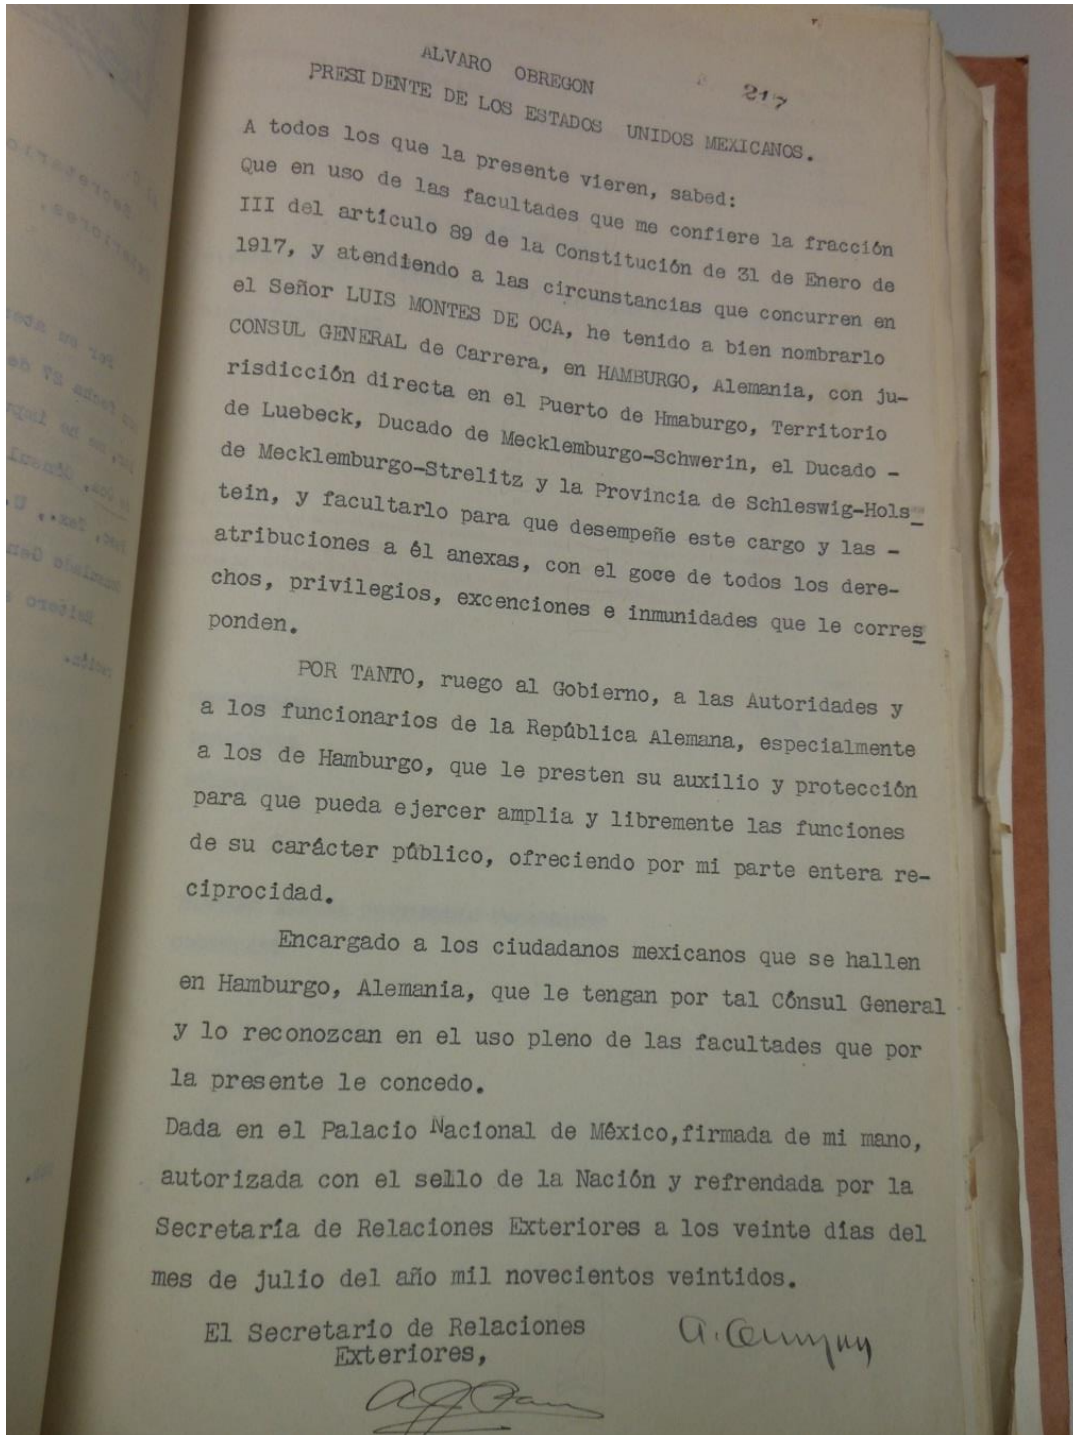 ALVARO OBREGON
217
PRESIDENTE DE LOS ESTADOS UNIDOS MEXICANOS.
A todos los que la presente vieren, sabed:
Que en uso de las facultades que me confiere la fracción
III del artículo 89 de la Constitución de 31 de Enero de
1917, y atendiendo a las circunstancias que concurren en
el Señor LUIS MONTES DE OCA, he tenido a bien nombrarlo
CONSUL GENERAL de Carrera, en HAMBURGO, Alemania, con ju-
risdicción directa en el Puerto de Hmaburgo, Territorio
de Luebeck, Ducado de Mecklemburgo-Schwerin, el Ducado -
de Mecklemburgo-Strelitz y la Provincia de Schleswig-Hols_
tein, y facultarlo para que desempeñe este cargo y las -
atribuciones a él anexas, con el goce de todos los dere-
chos, privilegios, excenciones e inmunidades que le corres
ponden.
POR TANTO, ruego al Gobierno, a las Autoridades y
a los funcionarios de la República Alemana, especialmente
a los de Hamburgo, que le presten su auxilio y protección
para que pueda ejercer amplia y libremente las funciones
de su carácter público, ofreciendo por mi parte entera re-
ciprocidad.
Encargado a los ciudadanos mexicanos que se hallen
en Hamburgo, Alemania, que le tengan por tal Cónsul General
y lo reconozcan en el uso pleno de las facultades que por
la presente le concedo.
Dada en el Palacio Nacional de México,firmada de mi mano,
autorizada con el sello de la Nación y refrendada por la
Secretaría de Relaciones Exteriores a los veinte días del
mes de julio del año mil novecientos veintidos.
El Secretario de Relaciones
Exteriores,